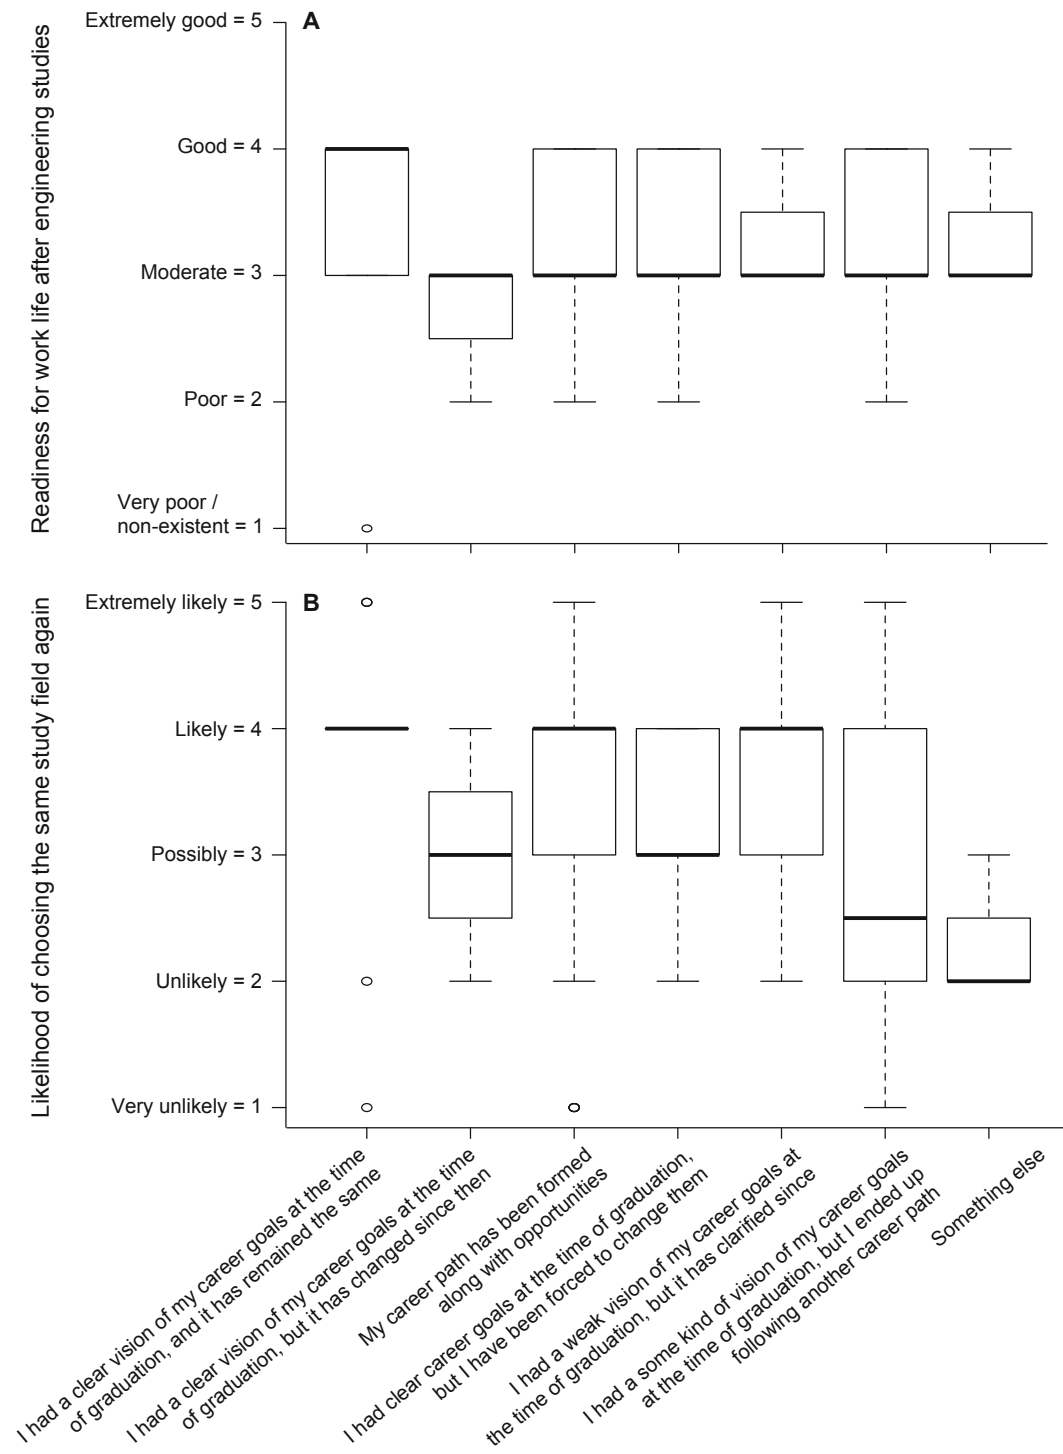 Readiness for work life after engineering studies
A
Extremely good = 5
Good = 4
Moderate = 3
Poor = 2
Very poor /
non-existent = 1
Likelihood of choosing the same study field again
B
Extremely likely = 5
Likely = 4
Possibly = 3
Unlikely = 2
Very unlikely = 1
I had a clear vision of my career goals at the time
of graduation, and it has remained the same
I had a clear vision of my career goals at the time
of graduation, but it has changed since then
My career path has been formed
along with opportunities
I had clear career goals at the time of graduation,
but I have been forced to change them
I had a weak vision of my career goals at
the time of graduation, but it has clarified since
I had a some kind of vision of my career goals
at the time of graduation, but I ended up
following another career path
Something else